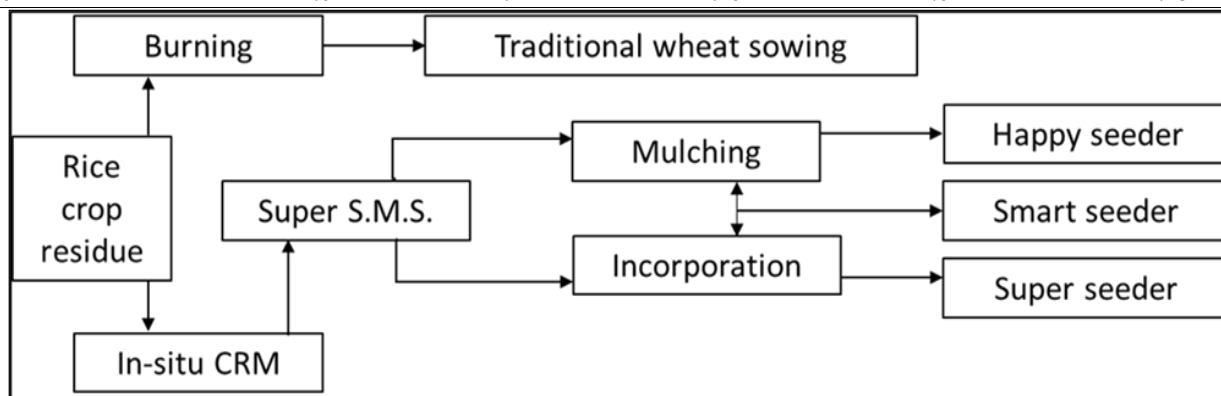 Burning
Traditional wheat sowing
Rice
crop
residue
Super S.M.S.
Mulching
Incorporation
Happy seeder
Smart seeder
Super seeder
In-situ CRM